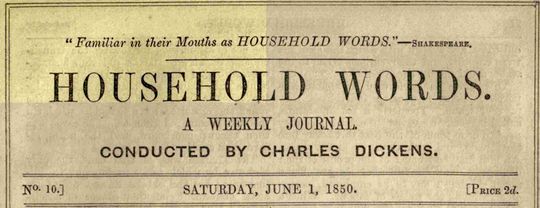 "Familiar in their Mouths as HOUSEHOLD WORDS."—SHAKESPEARE.
HOUSEHOLD WORDS.
A WEEKLY JOURNAL.
CONDUCTED BY CHARLES DICKENS.
No. 10.] SATURDAY, JUNE 1, 1850. [PRICE 2d.